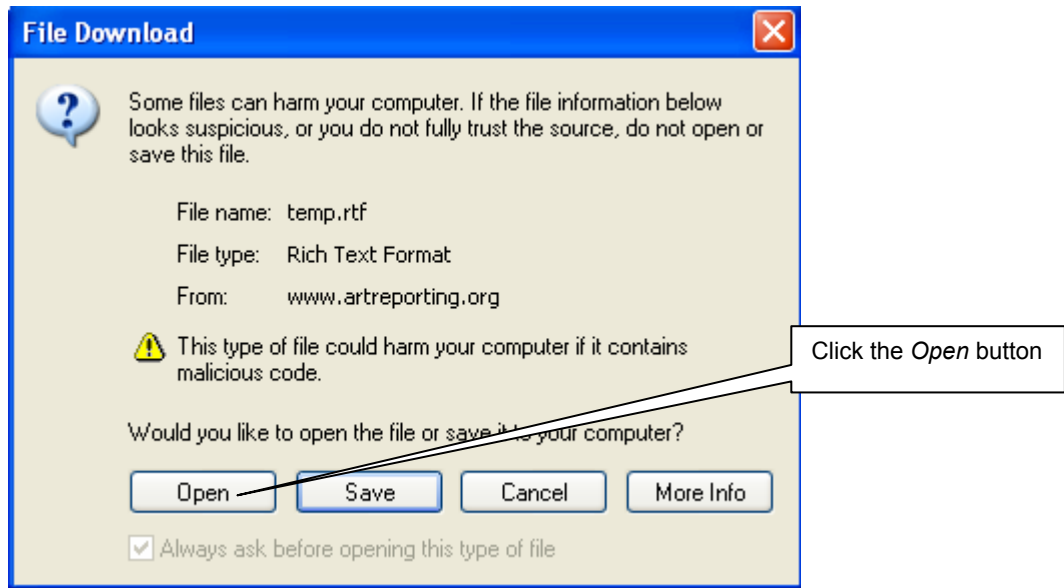 File Download
Some files can harm your computer. If the file information below
looks suspicious, or you do not fully trust the source, do not open or
save this file.
File name: temp.rtf
File type: Rich Text Format
From: www.artreporting.org
This type of file could harm your computer if it contains
malicious code.
Click the Open button
Would you like to open the file or save it to your computer?
Open Save Cancel More Info
Always ask before opening this type of file